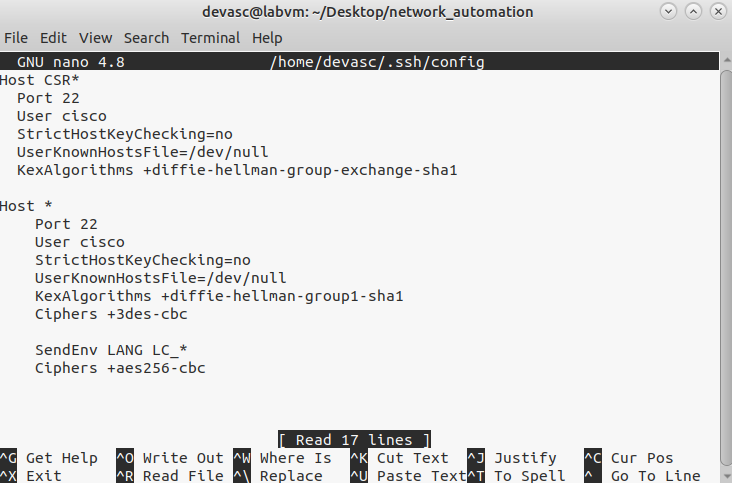 devasc@labvm: ~/Desktop/network_automation
File Edit View Search Terminal Help
GNU nano 4.8 /home/devasc/.ssh/config
Host CSR*
  Port 22
  User cisco
  StrictHostKeyChecking=no
  UserKnownHostsFile=/dev/null
  KexAlgorithms +diffie-hellman-group-exchange-sha1
Host *
    Port 22
    User cisco
    StrictHostKeyChecking=no
    UserKnownHostsFile=/dev/null
    KexAlgorithms +diffie-hellman-group1-sha1
    Ciphers +3des-cbc
    SendEnv LANG LC_*
    Ciphers +aes256-cbc
[ Read 17 lines ]
^G Get Help ^O Write Out ^W Where Is ^K Cut Text ^J Justify ^C Cur Pos
^X Exit ^R Read File ^\ Replace ^U Paste Text ^T To Spell ^ Go To Line